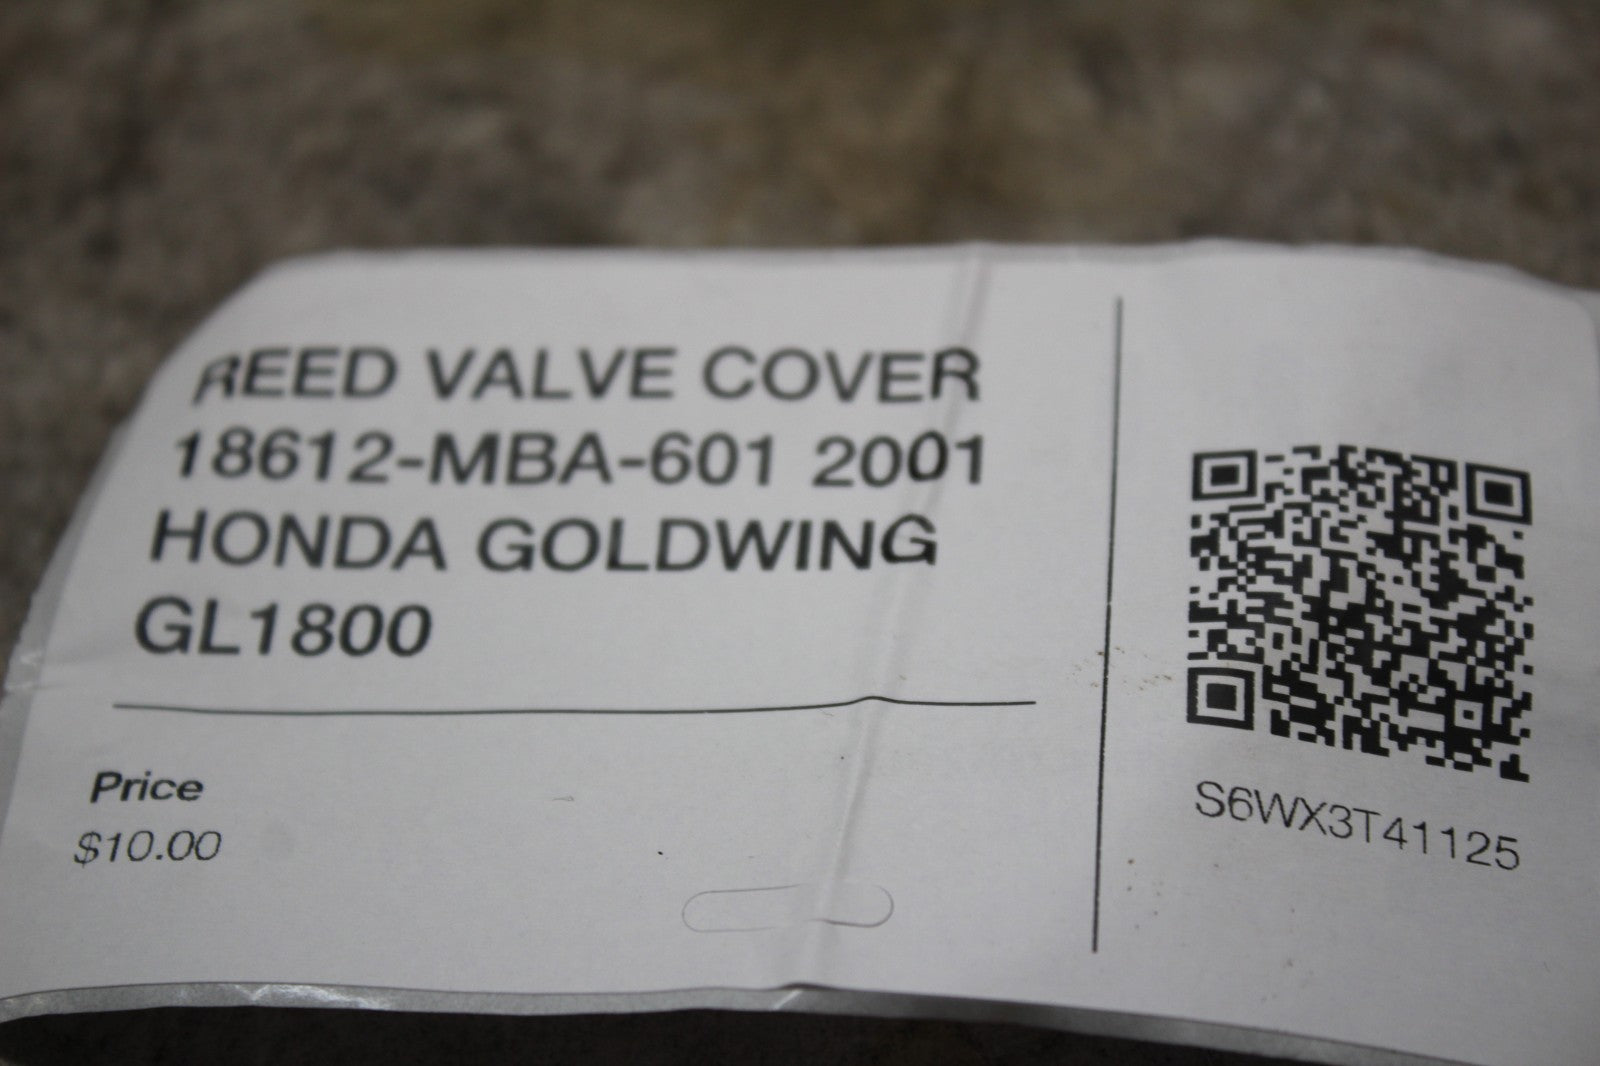 REED VALVE COVER
18612-MBA-601 2001
HONDA GOLDWING
GL1800
Price
$10.00
S6WX3T41125